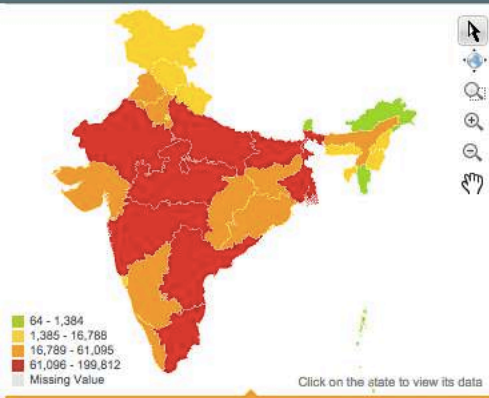 64 - 1,384
1,385 - 16,788
16,789 - 61,095
61,096 - 199,812
Missing Value
Click on the state to view its data